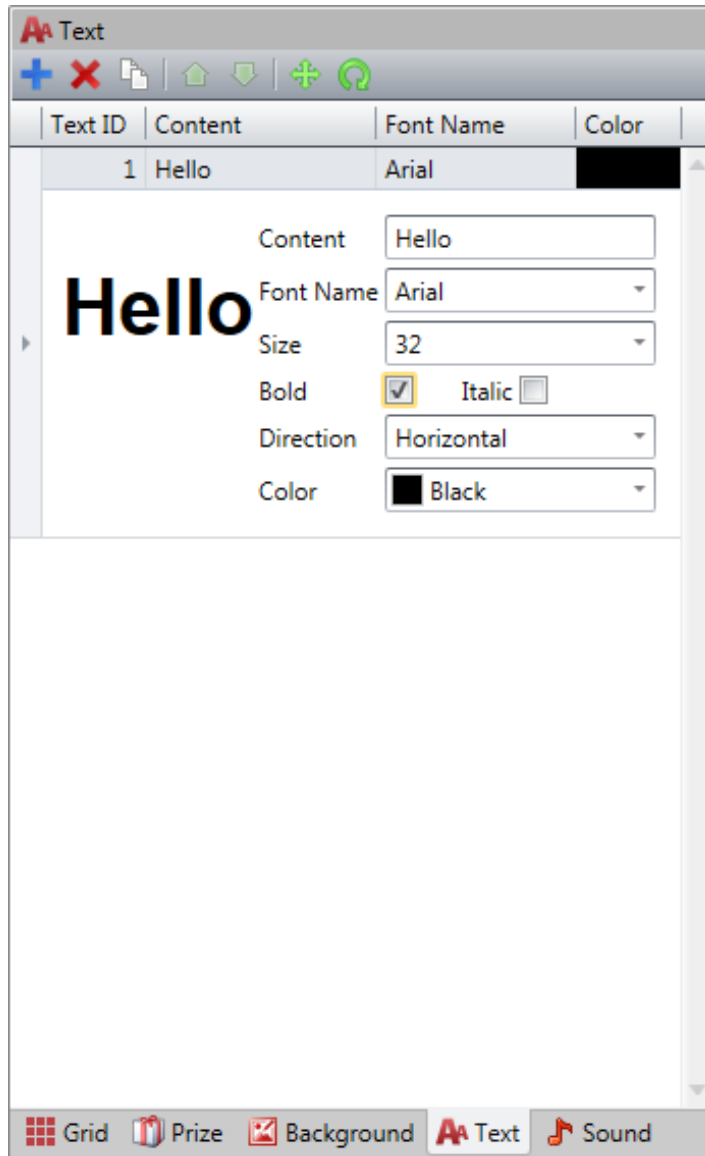 Text
Text ID Content Font Name Color
1 Hello Arial
Content Hello
Hello
Font Name Arial
Size 32
Bold Italic
Direction Horizontal
Color Black
Grid Prize Background Text Sound